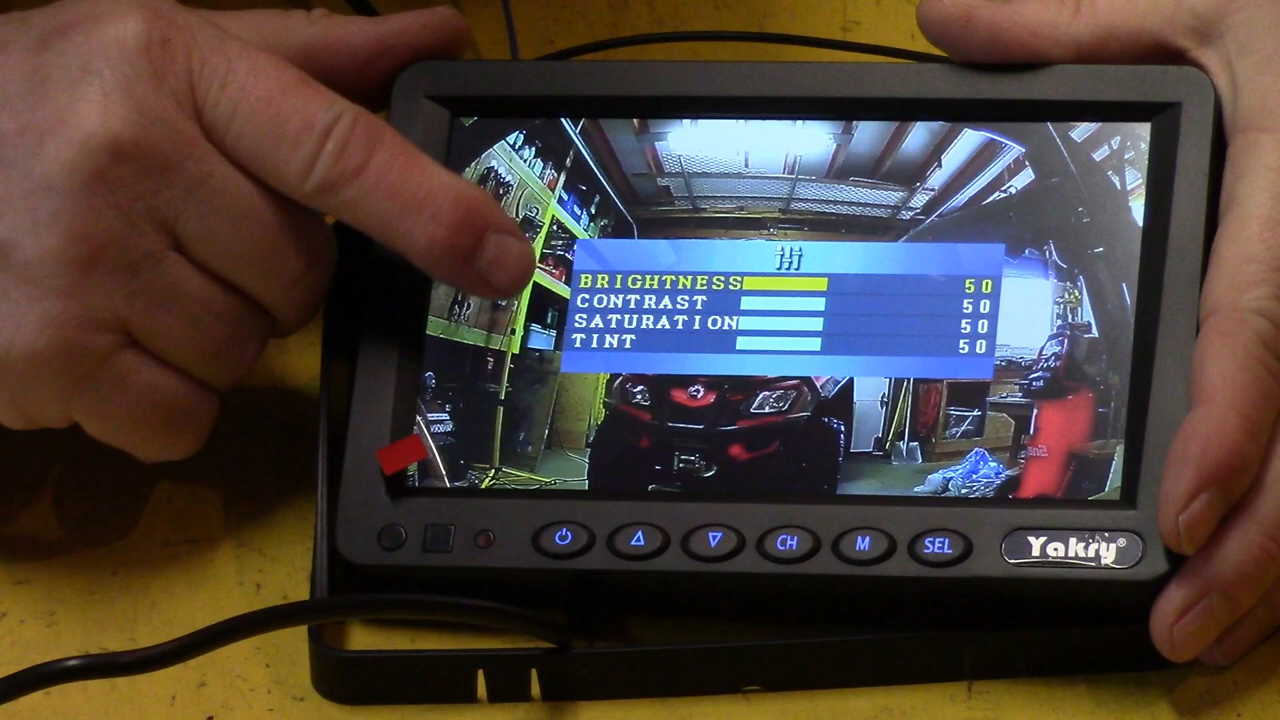 BRIGHTNESS 50
CONTRAST 50
SATURATION 50
TINT 50
CH M SEL Yakry®